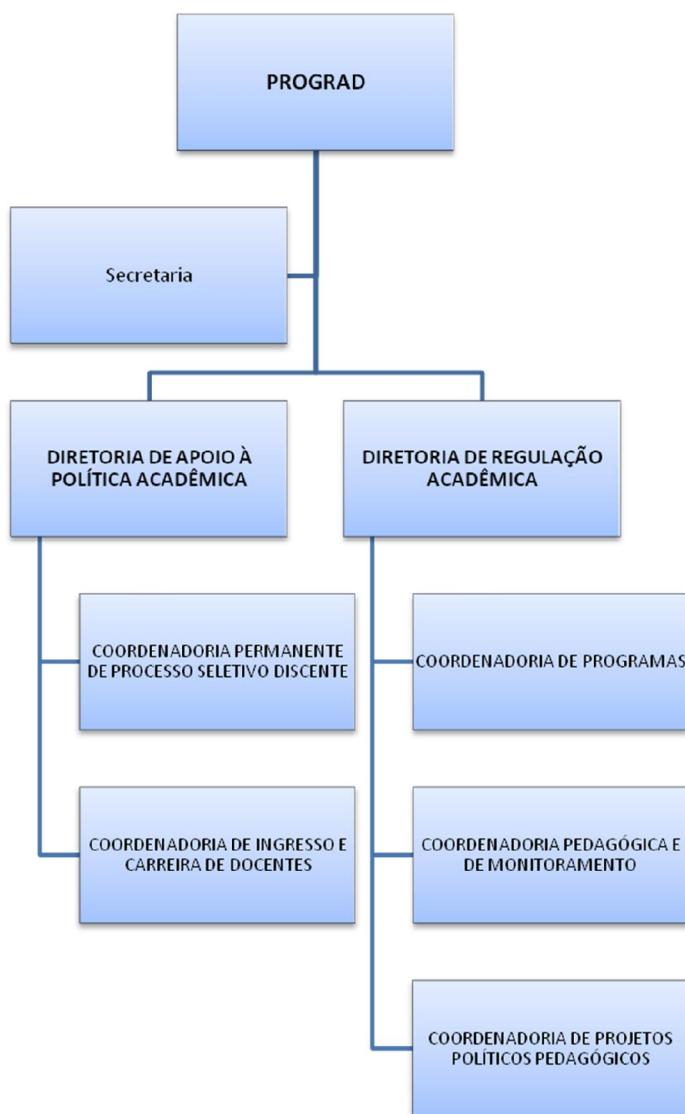 PROGRAD
Secretaria
DIRETORIA DE APOIO À
POLÍTICA ACADÊMICA
COORDENADORIA PERMANENTE
DE PROCESSO SELETIVO DISCENTE
COORDENADORIA DE INGRESSO E
CARREIRA DE DOCENTES
DIRETORIA DE REGULAÇÃO
ACADÊMICA
COORDENADORIA DE PROGRAMAS
COORDENADORIA PEDAGÓGICA E
DE MONITORAMENTO
COORDENADORIA DE PROJETOS
POLÍTICOS PEDAGÓGICOS